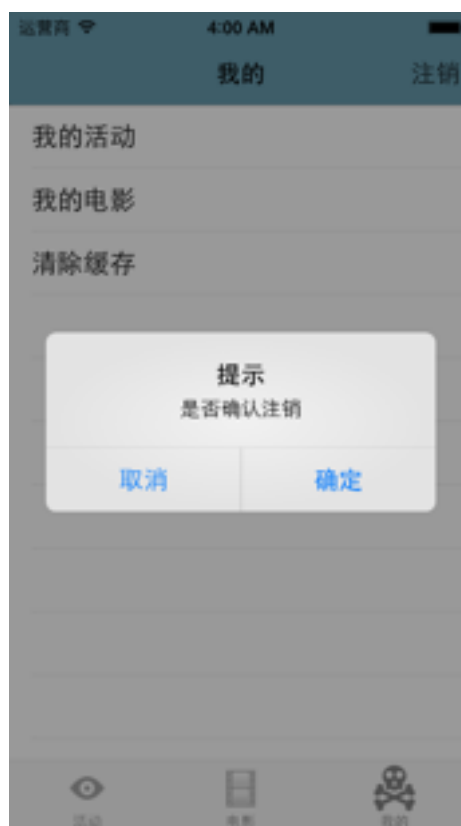 运营商 4:00 AM
我的 注销
我的活动
我的电影
清除缓存
提示
是否确认注销
取消 确定
活动 电影 我的